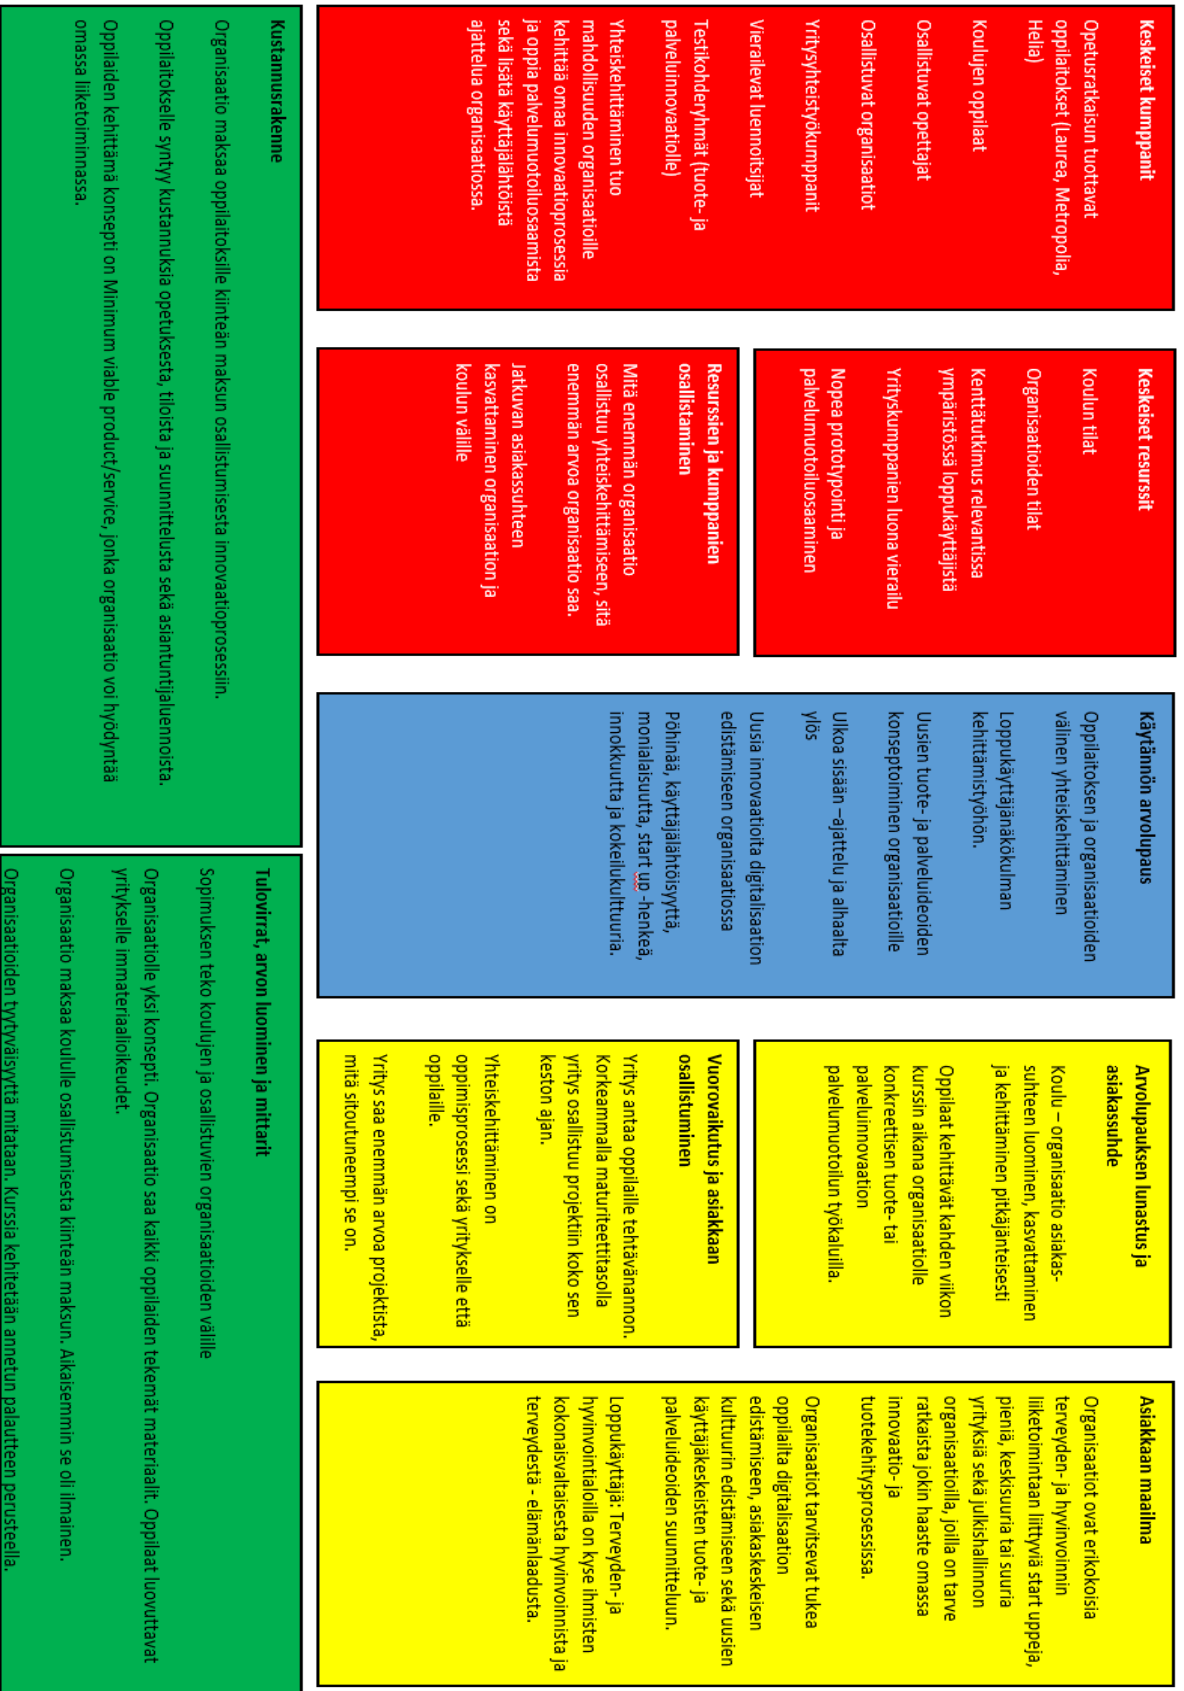 Keskeiset kumppanit
Opetusratkaisun tuottavat
oppilaitokset (Laurea, Metropolia,
Helia)
Koulujen oppilaat
Osallistuvat opettajat
Osallistuvat organisaatiot
Yritysyhteistyökumppanit
Vierailevat luennoitsijat
Testikohderyhmät (tuote- ja
palveluinnovaatiolle)
Yhteiskehittäminen tuo
mahdollisuuden organisaatioille
kehittää omaa innovaatioprosessia
ja oppia palvelumuotoiluosaamista
sekä lisätä käyttäjälähtöistä
ajattelua organisaatiossa.
Keskeiset resurssit
Koulun tilat
Organisaatioiden tilat
Kenttätutkimus relevantissa
ympäristössä loppukäyttäjistä
Yrityskumppanien luona vierailu
Nopea prototypointi ja
palvelumuotoiluosaaminen
Resurssien ja kumppanien
osallistaminen
Mitä enemmän organisaatio
osallistuu yhteiskehittämiseen, sitä
enemmän arvoa organisaatio saa.
Jatkuvan asiakassuhteen
kasvattaminen organisaation ja
koulun välille
Käytännön arvolupaus
Oppilaitoksen ja organisaatioiden
välinen yhteiskehittäminen
Loppukäyttäjänäkökulman
kehittämistyöhön.
Uusien tuote- ja palveluideoiden
konseptoiminen organisaatioille
Ulkoa sisään –ajattelu ja alhaalta
ylös
Uusia innovaatioita digitalisaation
edistämiseen organisaatiossa
Pöhinää, käyttäjälähtöisyyttä,
monialaisuutta, start up -henkeä,
innokkuutta ja kokeilukulttuuria.
Arvolupauksen lunastus ja
asiakassuhde
Koulu – organisaatio asiakas-
suhteen luominen, kasvattaminen
ja kehittäminen pitkäjänteisesti
Oppilaat kehittävät kahden viikon
kurssin aikana organisaatiolle
konkreettisen tuote- tai
palveluinnovaation
palvelumuotoilun työkaluilla.
Vuorovaikutus ja asiakkaan
osallistuminen
Yritys antaa oppilaille tehtävänannon.
Korkeammalla maturiteettitasolla
yritys osallistuu projektiin koko sen
keston ajan.
Yhteiskehittäminen on
oppimisprosessi sekä yritykselle että
oppilaille.
Yritys saa enemmän arvoa projektista,
mitä sitoutuneempi se on.
Asiakkaan maailma
Organisaatiot ovat erikokoisia
terveyden- ja hyvinvoinnin
liiketoimintaan liittyviä start uppeja,
pieniä, keskisuuria tai suuria
yrityksiä sekä julkishallinnon
organisaatioilla, joilla on tarve
ratkaista jokin haaste omassa
innovaatio- ja
tuotekehitysprosessissa.
Organisaatiot tarvitsevat tukea
oppilailta digitalisaation
edistämiseen, asiakaskeskeisen
kulttuurin edistämiseen sekä uusien
käyttäjäkeskeisten tuote- ja
palveluideoiden suunnitteluun.
Loppukäyttäjä: Terveyden- ja
hyvinvointialoilla on kyse ihmisten
kokonaisvaltaisesta hyvinvoinnista ja
terveydestä - elämänlaadusta.
Kustannusrakenne
Organisaatio maksaa oppilaitoksille kiinteän maksun osallistumisesta innovaatioprosessiin.
Oppilaitokselle syntyy kustannuksia opetuksesta, tiloista ja suunnittelusta sekä asiantuntijaluennoista.
Oppilaiden kehittämä konsepti on Minimum viable product/service, jonka organisaatio voi hyödyntää
omassa liiketoiminnassa.
Tulovirrat, arvon luominen ja mittarit
Sopimuksen teko koulujen ja osallistuvien organisaatioiden välille
Organisaatiolle yksi konsepti. Organisaatio saa kaikki oppilaiden tekemät materiaalit. Oppilaat luovuttavat
yritykselle immateriaalioikeudet.
Organisaatio maksaa koululle osallistumisesta kiinteän maksun. Aikaisemmin se oli ilmainen.
Organisaatioiden tyytyväisyyttä mitataan. Kurssia kehitetään annetun palautteen perusteella.